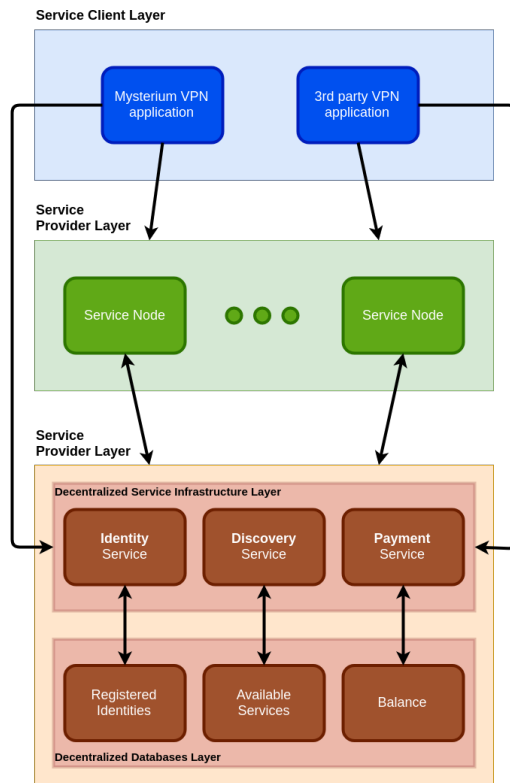 Service Client Layer
Mysterium VPN
application
3rd party VPN
application
Service
Provider Layer
Service Node
Service Node
Service
Provider Layer
Decentralized Service Infrastructure Layer
Identity
Service
Discovery
Service
Payment
Service
Registered
Identities
Available
Services
Balance
Decentralized Databases Layer